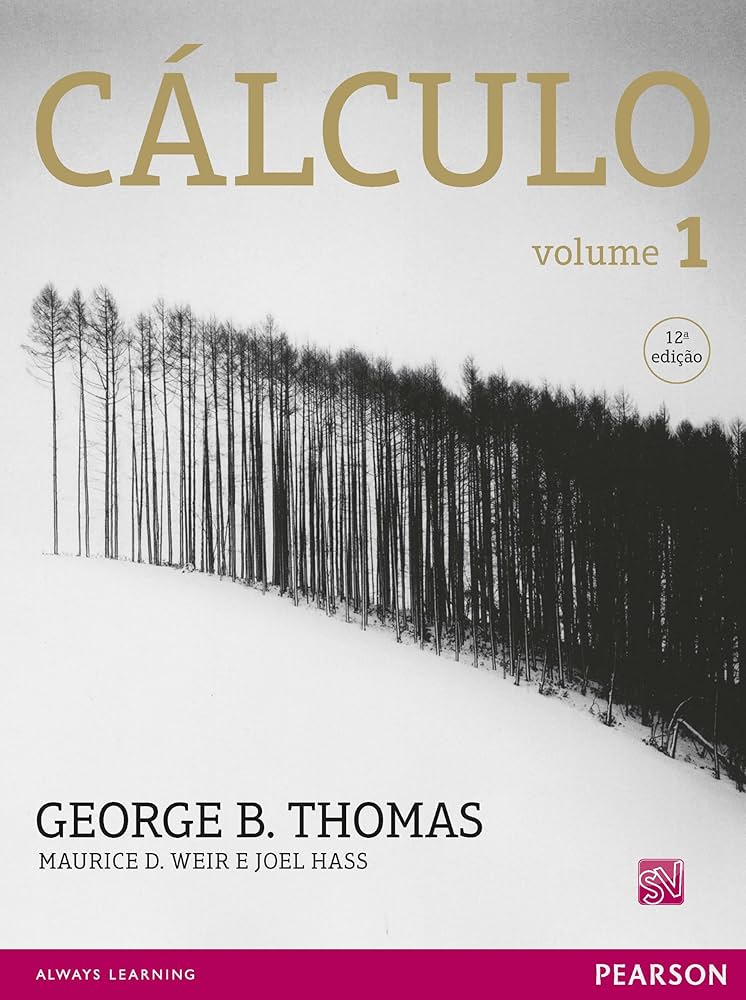 CÁLCULO
volume 1
12ª
edição
GEORGE B. THOMAS
MAURICE D. WEIR E JOEL HASS
SV
ALWAYS LEARNING
PEARSON